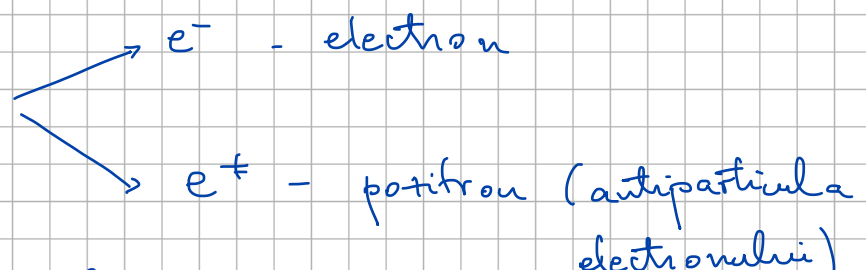 e⁻ - electron
e⁺ - pozitron (antiparticula
electronului)